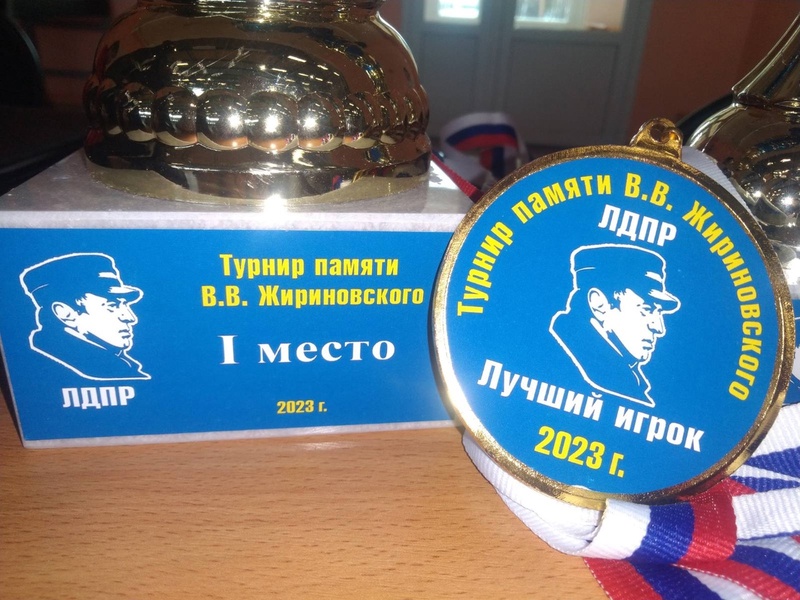 Турнир памяти
В.В. Жириновского
I место
2023 г.
ЛДПР
Турнир памяти В.В. Жириновского
ЛДПР
Лучший игрок
2023 г.